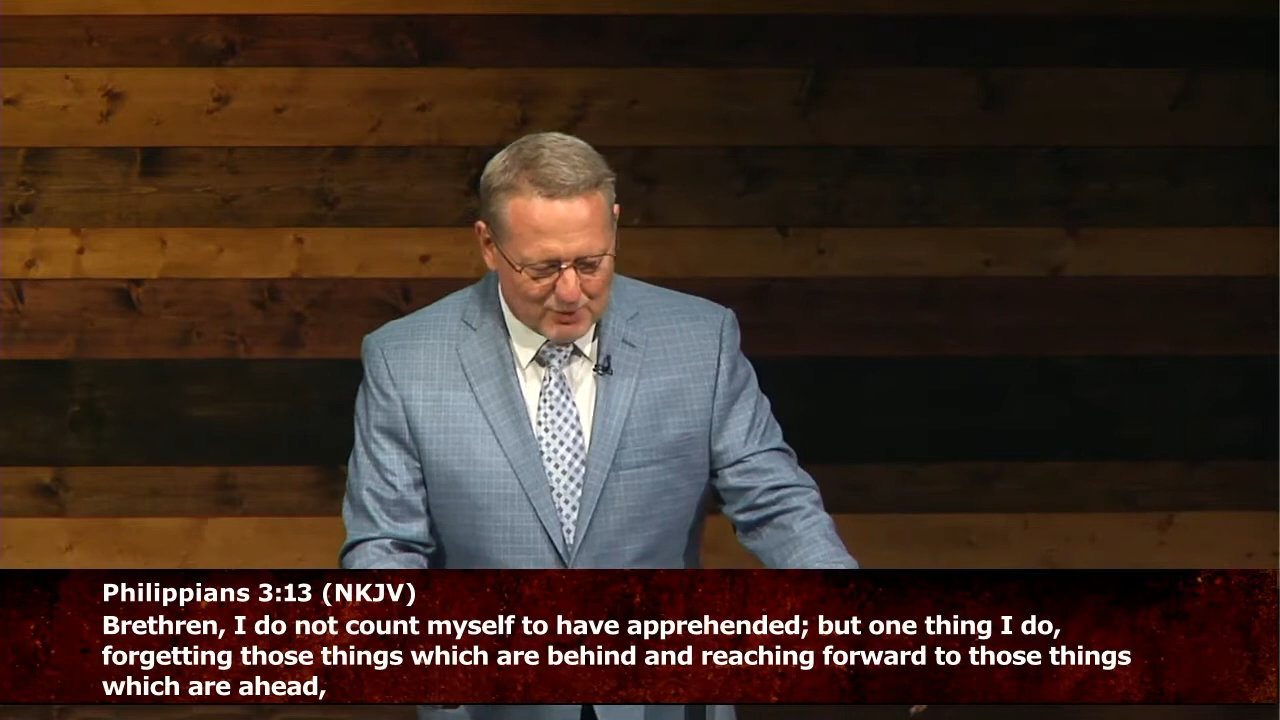 Philippians 3:13 (NKJV)
Brethren, I do not count myself to have apprehended; but one thing I do,
forgetting those things which are behind and reaching forward to those things
which are ahead,